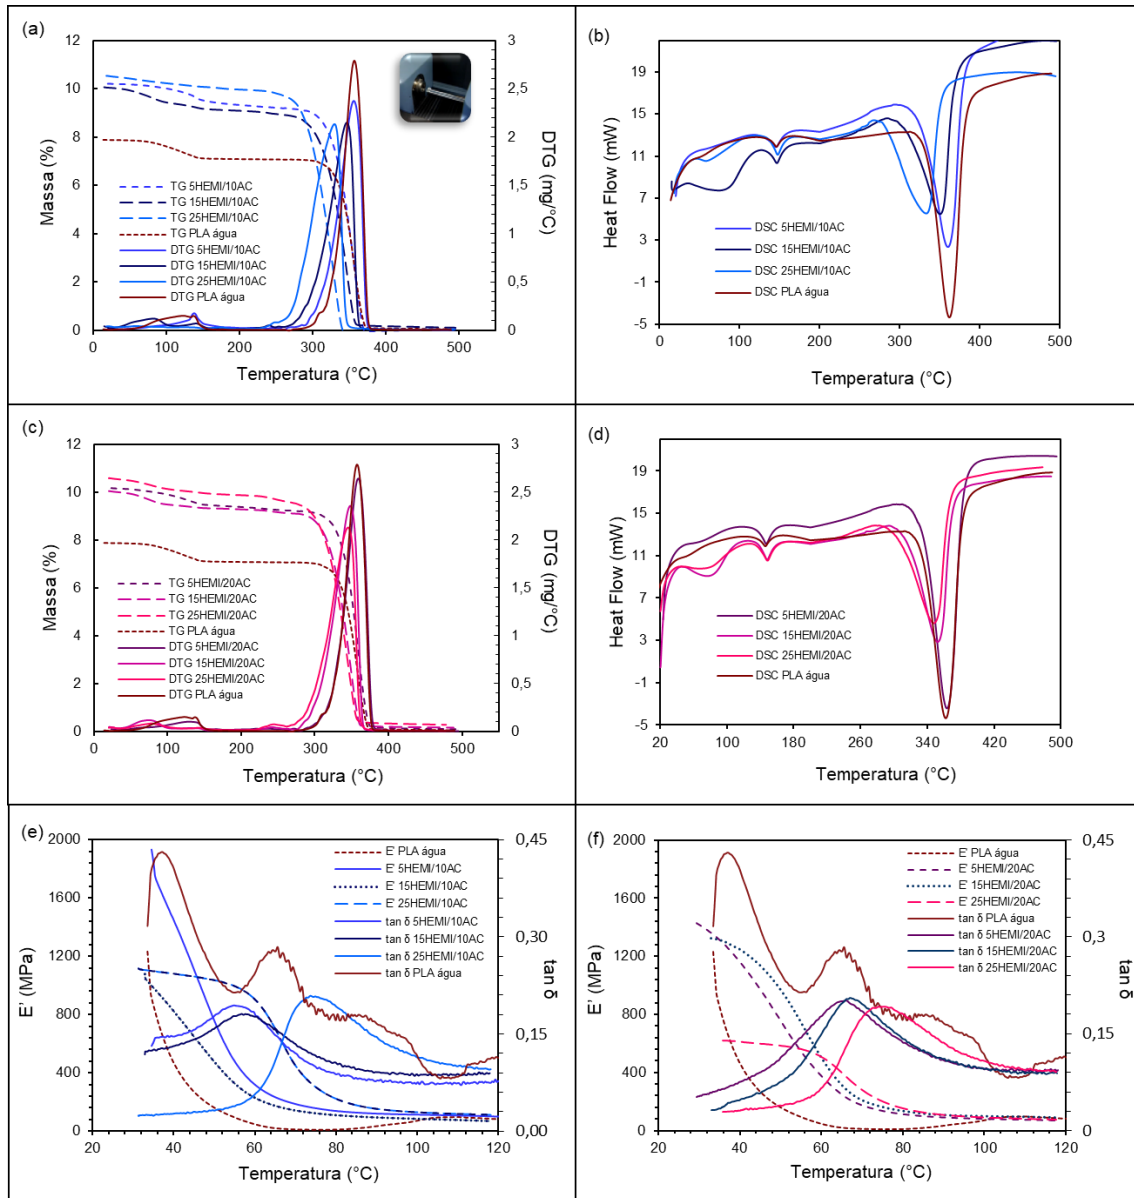 (a)
12
10
8
6
4
2
0
Massa (%)
3
2,5
2
1,5
1
0,5
0
DTG (mg/°C)
TG 5HEMI/10AC
TG 15HEMI/10AC
TG 25HEMI/10AC
TG PLA água
DTG 5HEMI/10AC
DTG 15HEMI/10AC
DTG 25HEMI/10AC
DTG PLA água
0 100 200 300 400 500
Temperatura (°C)
(b)
19
15
11
7
3
-1
-5
Heat Flow (mW)
DSC 5HEMI/10AC
DSC 15HEMI/10AC
DSC 25HEMI/10AC
DSC PLA água
0 100 200 300 400 500
Temperatura (°C)
(c)
12
10
8
6
4
2
0
Massa (%)
3
2,5
2
1,5
1
0,5
0
DTG (mg/°C)
TG 5HEMI/20AC
TG 15HEMI/20AC
TG 25HEMI/20AC
TG PLA água
DTG 5HEMI/20AC
DTG 15HEMI/20AC
DTG 25HEMI/20AC
DTG PLA água
0 100 200 300 400 500
Temperatura (°C)
(d)
19
15
11
7
3
-1
-5
Heat Flow (mW)
DSC 5HEMI/20AC
DSC 15HEMI/20AC
DSC 25HEMI/20AC
DSC PLA água
20 100 180 260 340 420 500
Temperatura (°C)
(e)
2000
1600
1200
800
400
0
E' (MPa)
0,45
0,30
0,15
0,00
tan δ
E' PLA água
E' 5HEMI/10AC
E' 15HEMI/10AC
E' 25HEMI/10AC
tan δ 5HEMI/10AC
tan δ 15HEMI/10AC
tan δ 25HEMI/10AC
tan δ PLA água
20 40 60 80 100 120
Temperatura (°C)
(f)
2000
1600
1200
800
400
0
E' (MPa)
0,45
0,3
0,15
0
tan δ
E' PLA água
E' 5HEMI/20AC
E' 15HEMI/20AC
E' 25HEMI/20AC
tan δ PLA água
tan δ 5HEMI/20AC
tan δ 15HEMI/20AC
tan δ 25HEMI/20AC
20 40 60 80 100 120
Temperatura (°C)